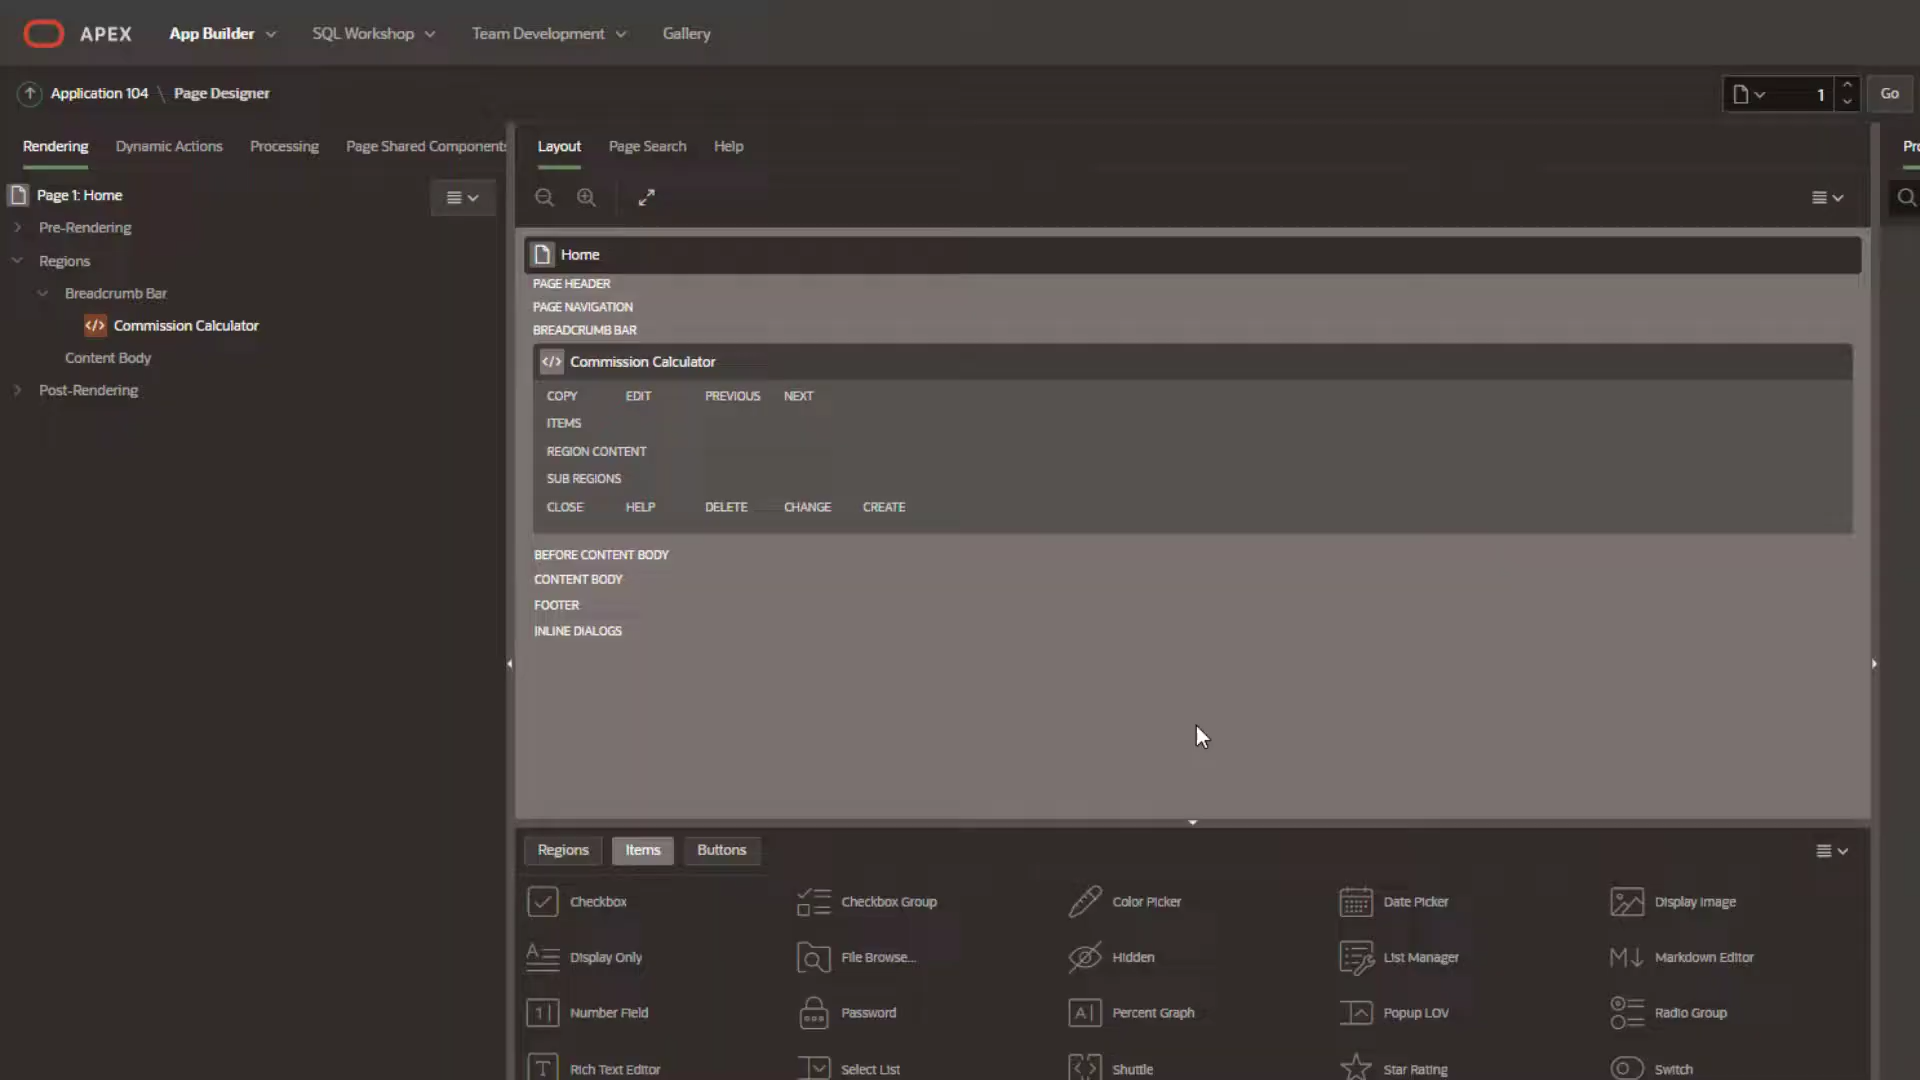 APEX App Builder SQL Workshop Team Development Gallery
Application 104 \ Page Designer 1 Go
Rendering Dynamic Actions Processing Page Shared Components
Page 1: Home
Pre-Rendering
Regions
Breadcrumb Bar
</> Commission Calculator
Content Body
Post-Rendering
Layout Page Search Help
Home
PAGE HEADER
PAGE NAVIGATION
BREADCRUMB BAR
</> Commission Calculator
COPY EDIT PREVIOUS NEXT
ITEMS
REGION CONTENT
SUB REGIONS
CLOSE HELP DELETE CHANGE CREATE
BEFORE CONTENT BODY
CONTENT BODY
FOOTER
INLINE DIALOGS
Regions Items Buttons
Checkbox Checkbox Group Color Picker Date Picker Display Image
Display Only File Browse... Hidden List Manager Markdown Editor
Number Field Password Percent Graph Popup LOV Radio Group
Rich Text Editor Select List Shuttle Star Rating Switch
Pro